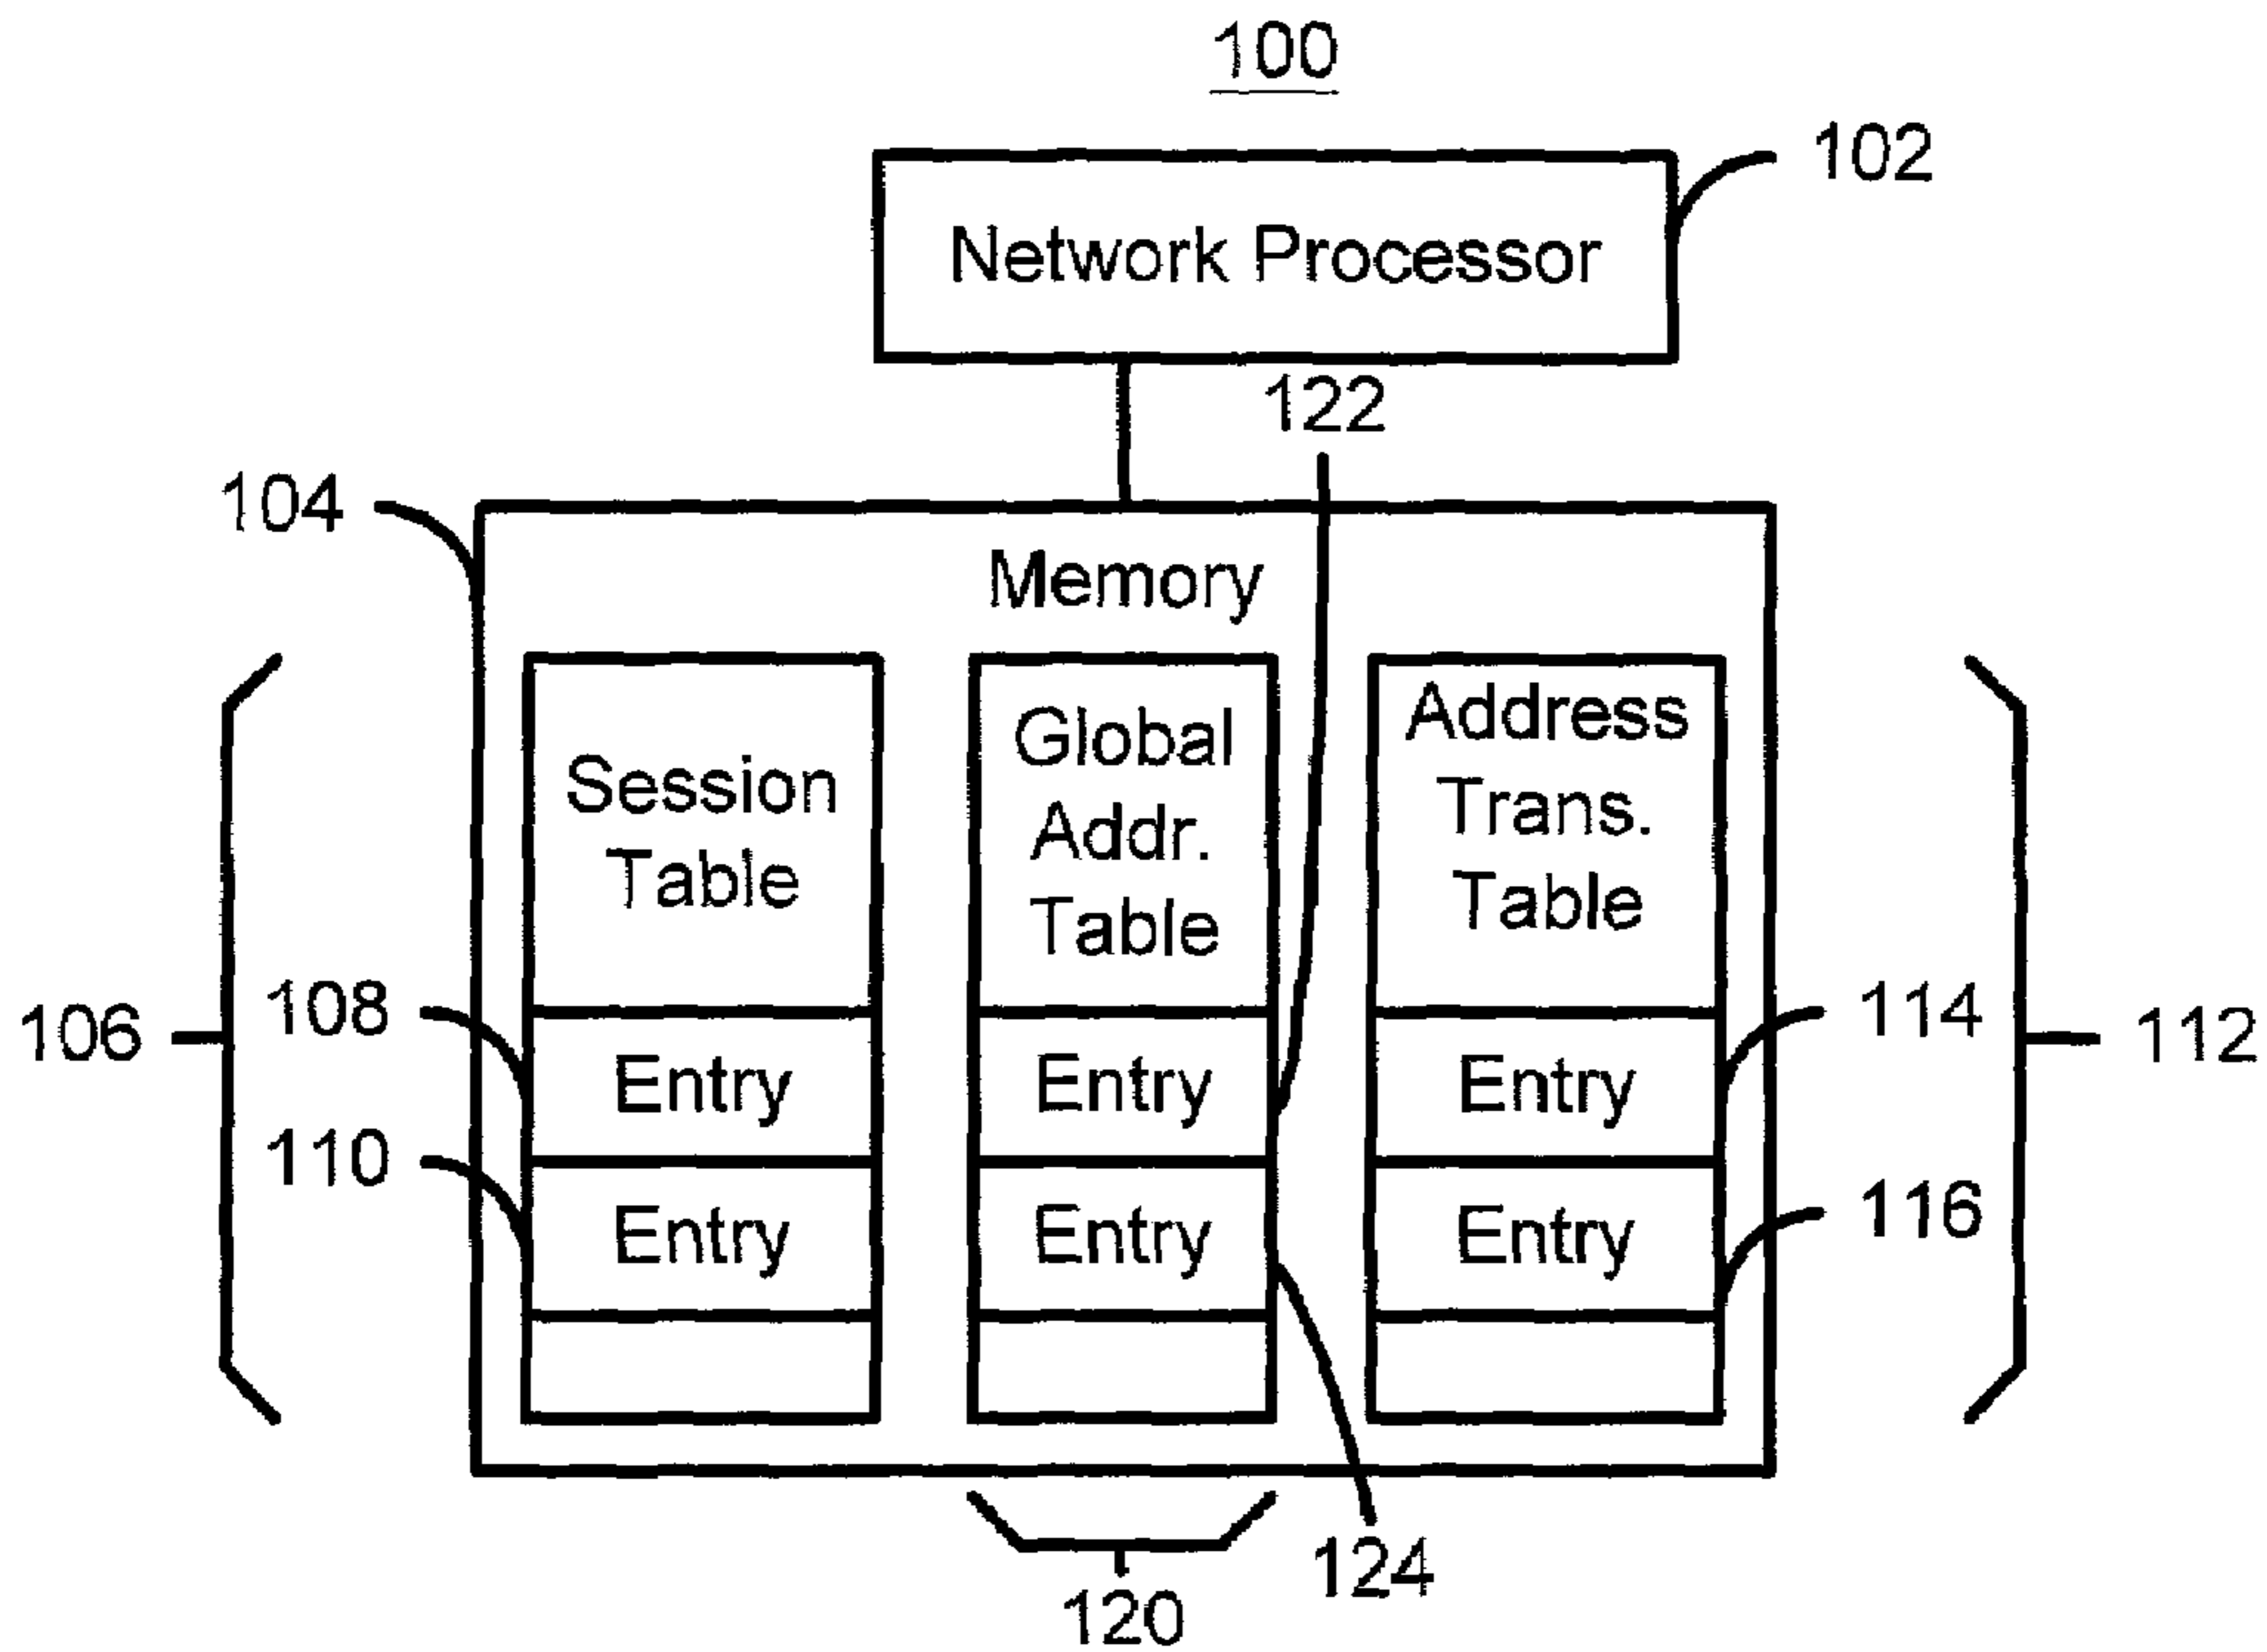 100
102
Network Processor
122
104
Memory
Session
Table
Global
Addr.
Table
Address
Trans.
Table
106
108
114
112
Entry
Entry
Entry
110
116
Entry
Entry
Entry
124
120